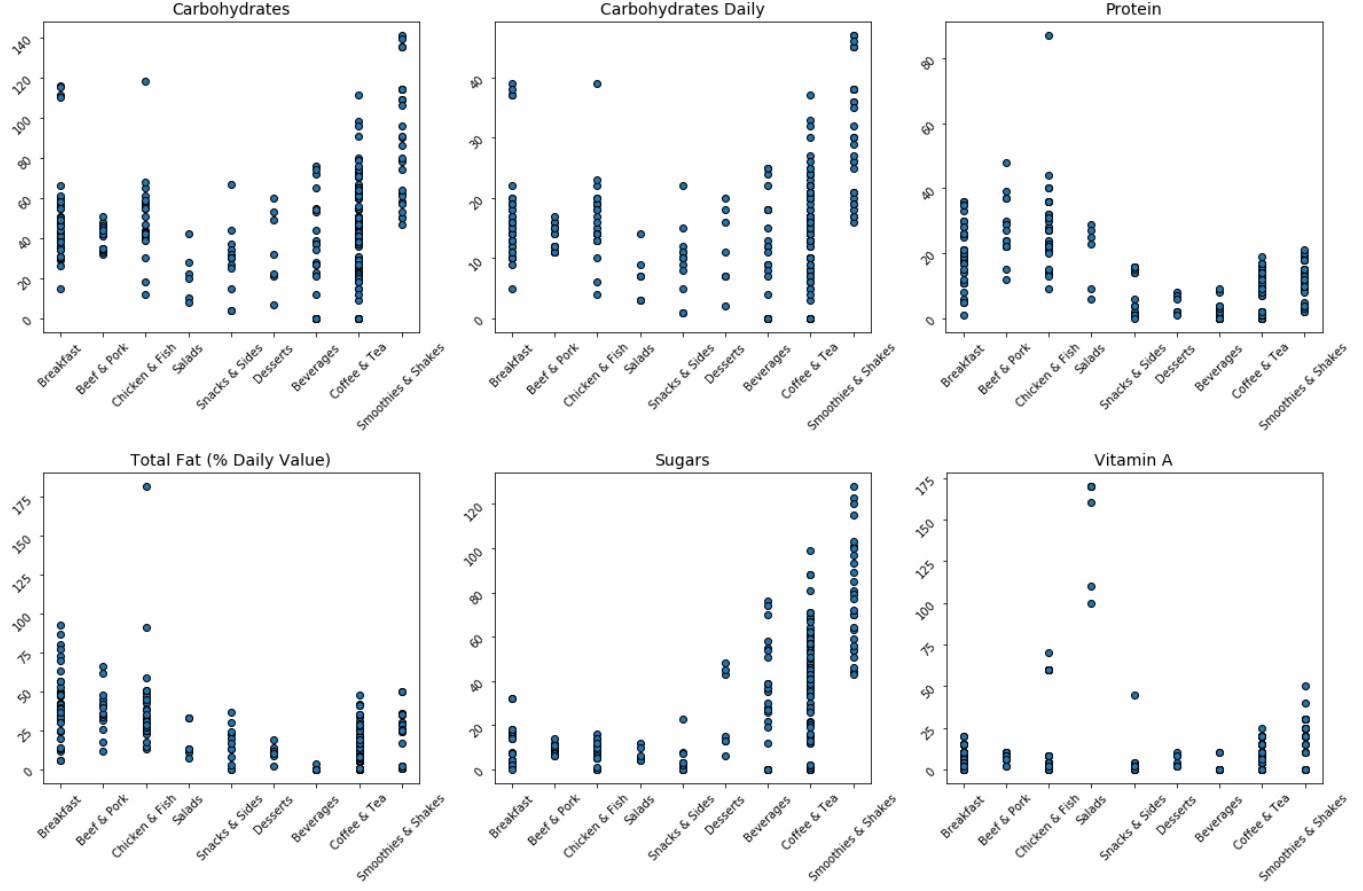 Carbohydrates
140
120
100
80
60
40
20
0
Breakfast
Beef & Pork
Chicken & Fish
Salads
Snacks & Sides
Desserts
Beverages
Coffee & Tea
Smoothies & Shakes
Carbohydrates Daily
40
30
20
10
0
Breakfast
Beef & Pork
Chicken & Fish
Salads
Snacks & Sides
Desserts
Beverages
Coffee & Tea
Smoothies & Shakes
Protein
80
60
40
20
0
Breakfast
Beef & Pork
Chicken & Fish
Salads
Snacks & Sides
Desserts
Beverages
Coffee & Tea
Smoothies & Shakes
Total Fat (% Daily Value)
175
150
125
100
75
50
25
0
Breakfast
Beef & Pork
Chicken & Fish
Salads
Snacks & Sides
Desserts
Beverages
Coffee & Tea
Smoothies & Shakes
Sugars
120
100
80
60
40
20
0
Breakfast
Beef & Pork
Chicken & Fish
Salads
Snacks & Sides
Desserts
Beverages
Coffee & Tea
Smoothies & Shakes
Vitamin A
175
150
125
100
75
50
25
0
Breakfast
Beef & Pork
Chicken & Fish
Salads
Snacks & Sides
Desserts
Beverages
Coffee & Tea
Smoothies & Shakes